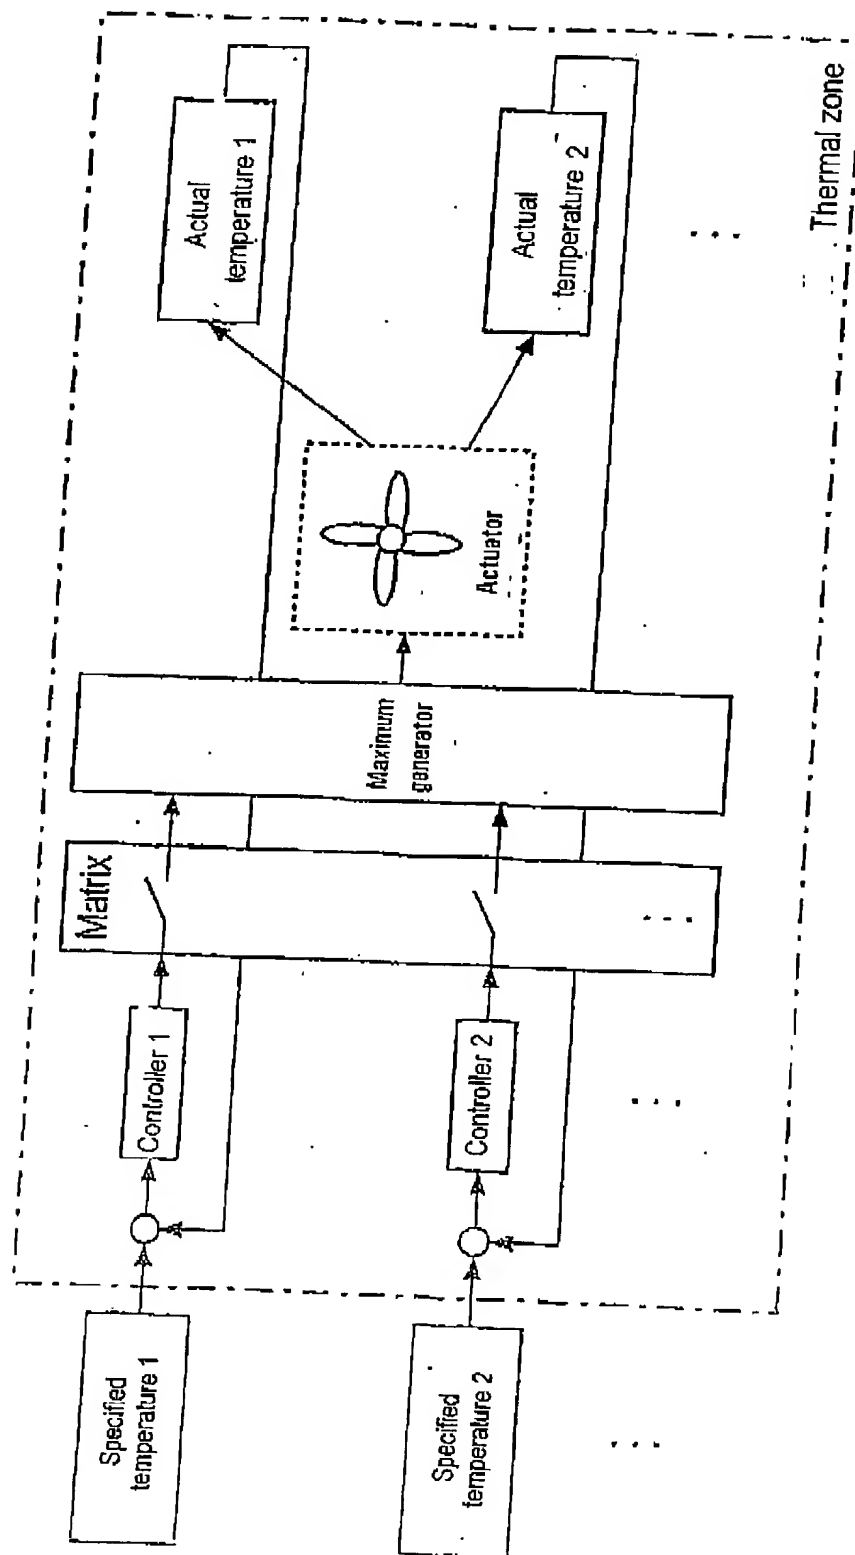 Specified
temperature 1
Controller 1
Matrix
Maximum
generator
Actuator
Actual
temperature 1
Specified
temperature 2
Controller 2
. . .
Actual
temperature 2
. . .
. . .
. . .
Thermal zone